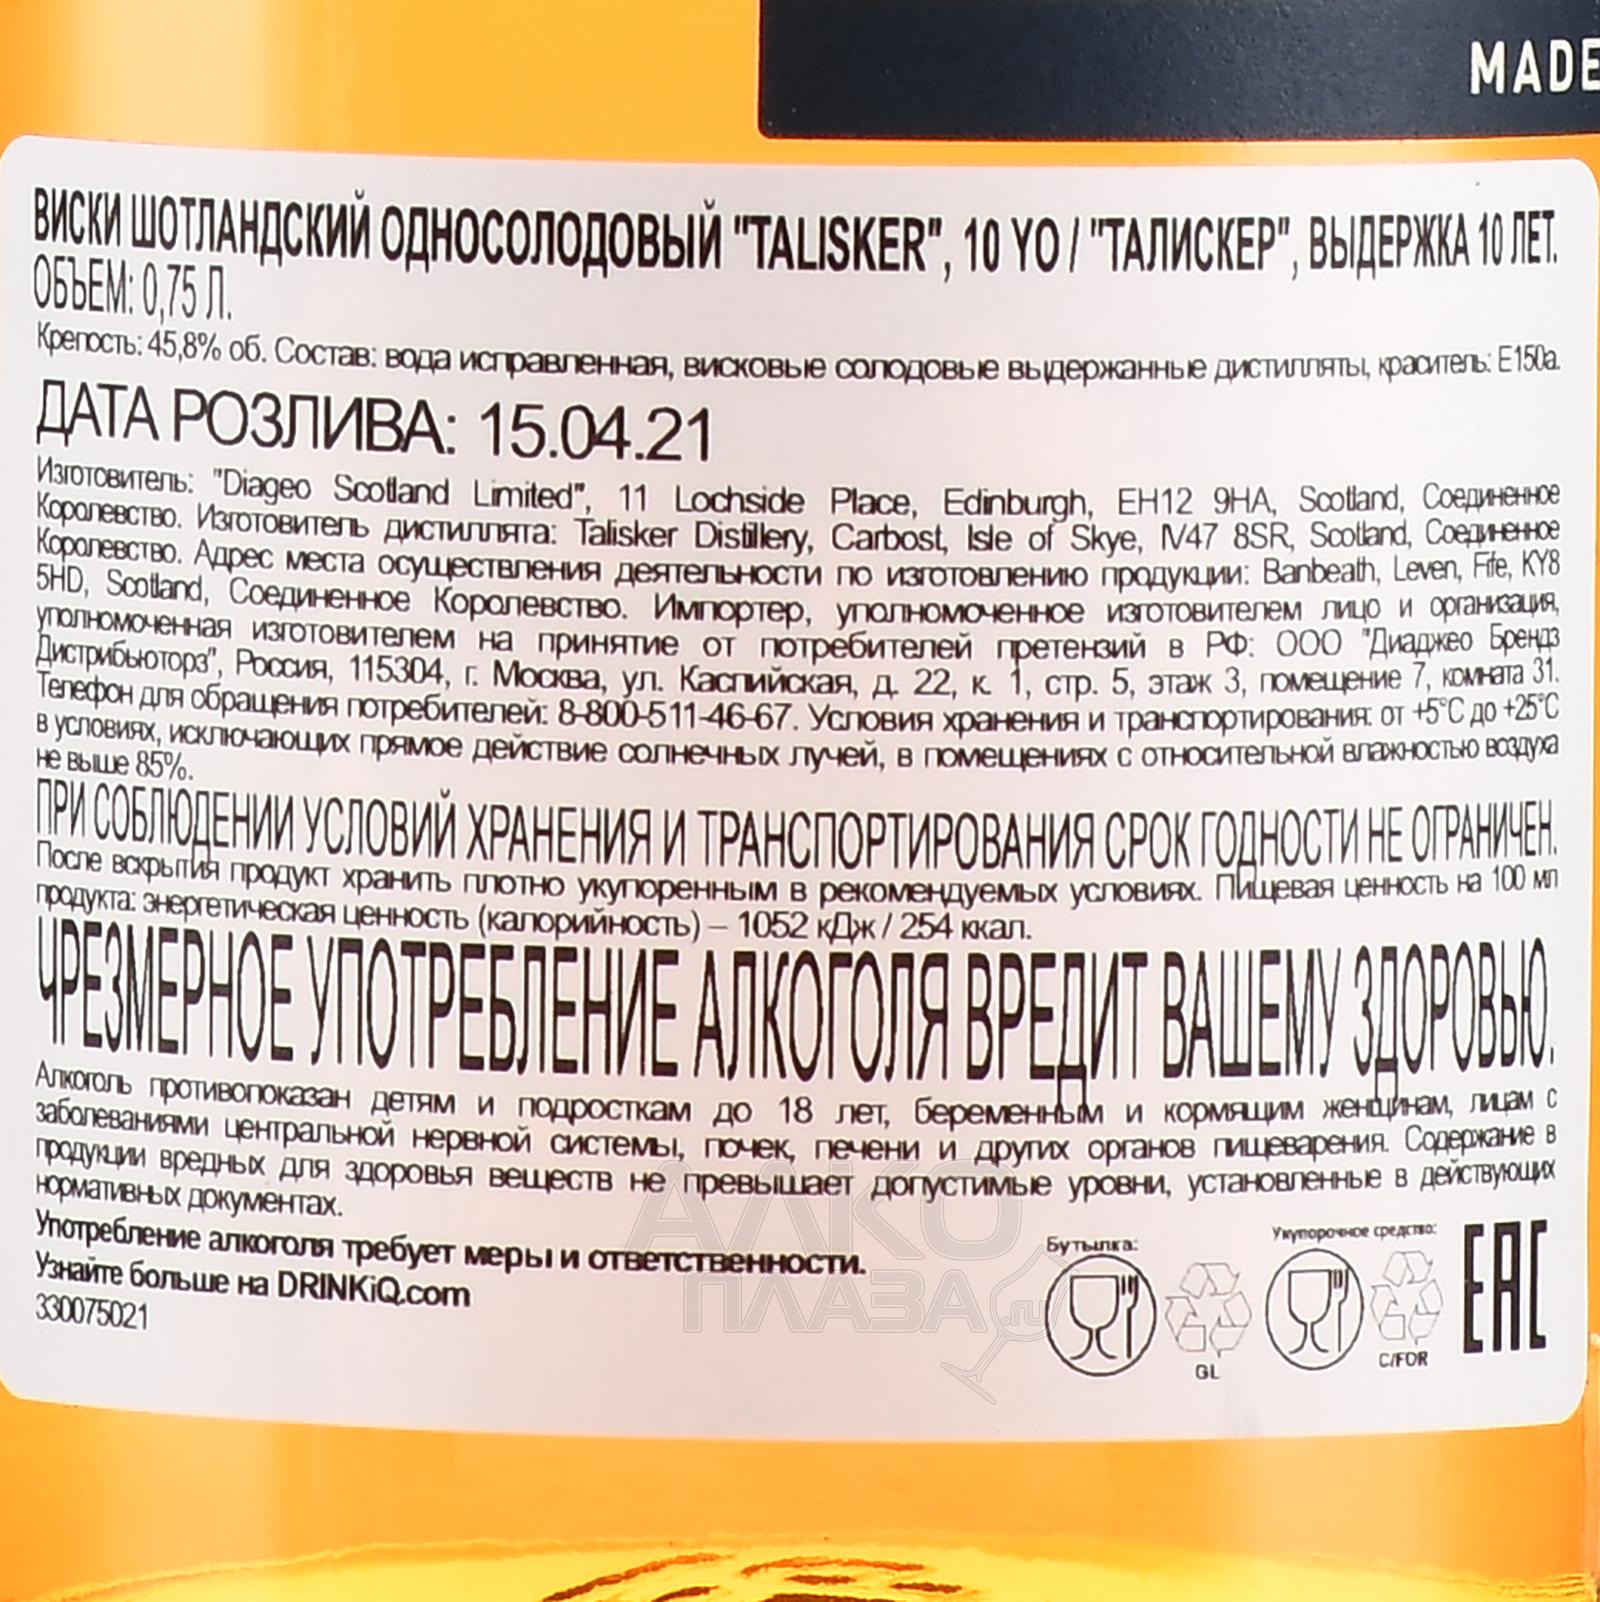 MADE
ВИСКИ ШОТЛАНДСКИЙ ОДНОСОЛОДОВЫЙ "TALISKER", 10 YO / "ТАЛИСКЕР", ВЫДЕРЖКА 10 ЛЕТ.
ОБЪЕМ: 0,75 Л.
Крепость: 45,8% об. Состав: вода исправленная, висковые солодовые выдержанные дистилляты, краситель: Е150а.
ДАТА РОЗЛИВА: 15.04.21
Изготовитель: "Diageo Scotland Limited", 11 Lochside Place, Edinburgh, EH12 9HA, Scotland, Соединенное
Королевство. Изготовитель дистиллята: Talisker Distillery, Carbost, Isle of Skye, IV47 8SR, Scotland, Соединенное
Королевство. Адрес места осуществления деятельности по изготовлению продукции: Banbeath, Leven, Fife, KY8
5HD, Scotland, Соединенное Королевство. Импортер, уполномоченное изготовителем лицо и организация,
уполномоченная изготовителем на принятие от потребителей претензий в РФ: ООО "Диаджео Брендз
Дистрибьюторз", Россия, 115304, г. Москва, ул. Каспийская, д. 22, к. 1, стр. 5, этаж 3, помещение 7, комната 31.
Телефон для обращения потребителей: 8-800-511-46-67. Условия хранения и транспортирования: от +5°С до +25°С
в условиях, исключающих прямое действие солнечных лучей, в помещениях с относительной влажностью воздуха
не выше 85%.
ПРИ СОБЛЮДЕНИИ УСЛОВИЙ ХРАНЕНИЯ И ТРАНСПОРТИРОВАНИЯ СРОК ГОДНОСТИ НЕ ОГРАНИЧЕН.
После вскрытия продукт хранить плотно укупоренным в рекомендуемых условиях. Пищевая ценность на 100 мл
продукта: энергетическая ценность (калорийность) – 1052 кДж / 254 ккал.
ЧРЕЗМЕРНОЕ УПОТРЕБЛЕНИЕ АЛКОГОЛЯ ВРЕДИТ ВАШЕМУ ЗДОРОВЬЮ.
Алкоголь противопоказан детям и подросткам до 18 лет, беременным и кормящим женщинам, лицам с
заболеваниями центральной нервной системы, почек, печени и других органов пищеварения. Содержание в
продукции вредных для здоровья веществ не превышает допустимые уровни, установленные в действующих
нормативных документах.
Употребление алкоголя требует меры и ответственности.
Узнайте больше на DRINKiQ.com
330075021
Бутылка:
GL
Укупорочное средство:
C/FOR
EAC
АЛКО
ПЛАЗА.ru